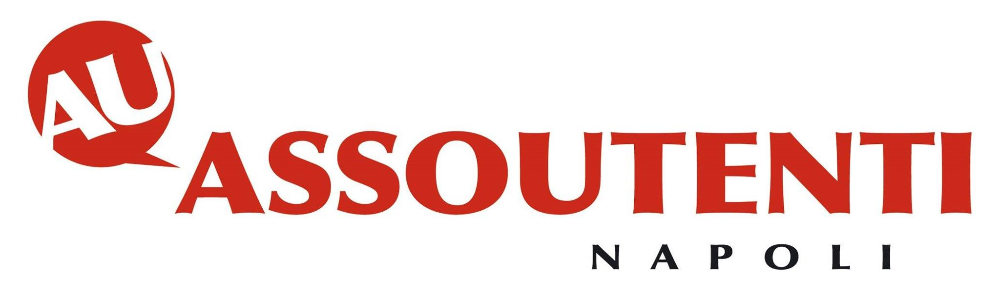 AU
ASSOUTENTI
NAPOLI